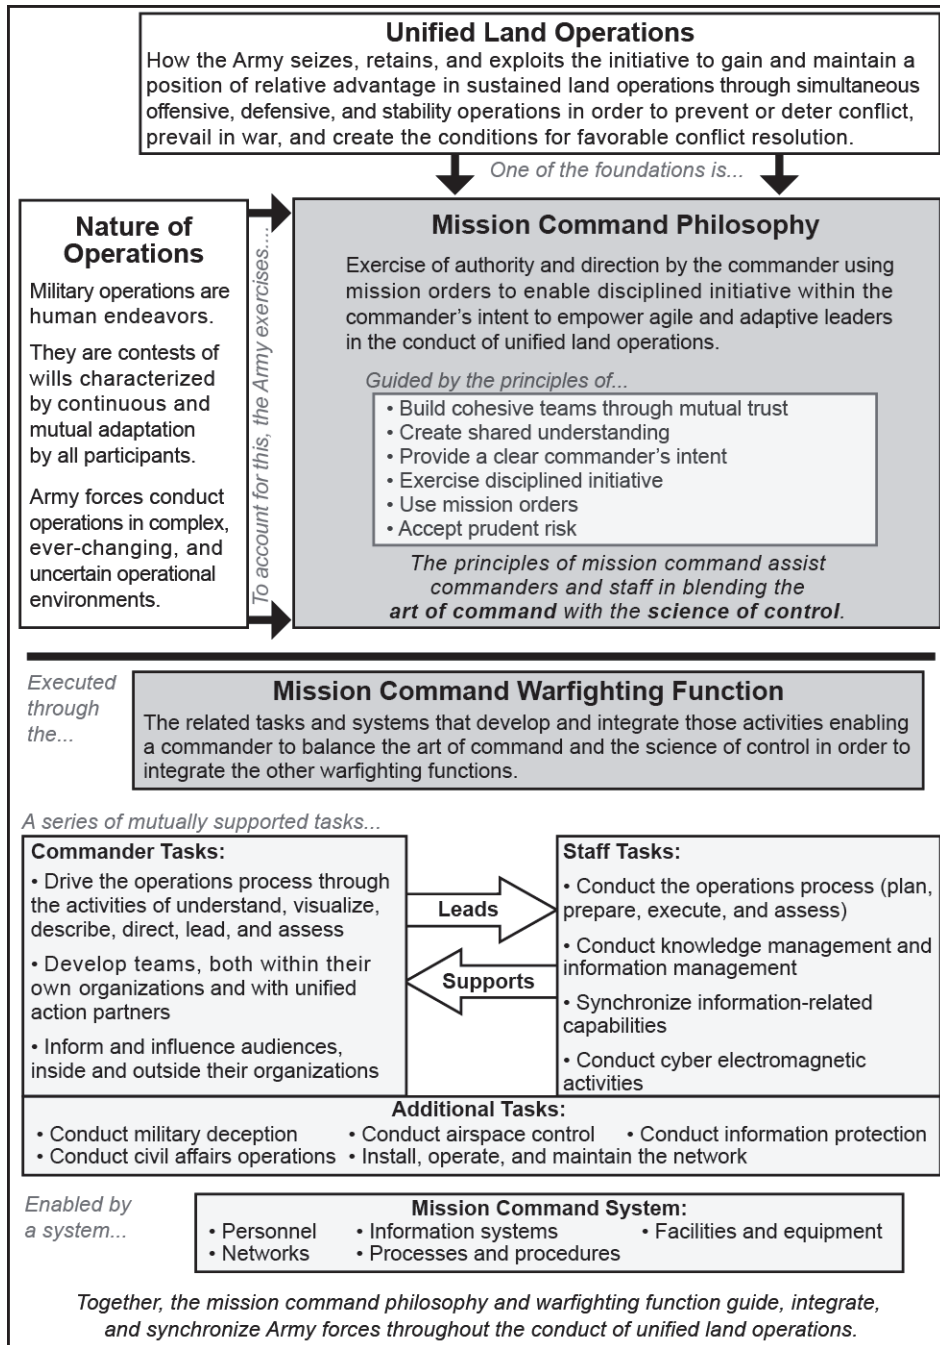 Unified Land Operations
How the Army seizes, retains, and exploits the initiative to gain and maintain a
position of relative advantage in sustained land operations through simultaneous
offensive, defensive, and stability operations in order to prevent or deter conflict,
prevail in war, and create the conditions for favorable conflict resolution.
One of the foundations is...
Nature of
Operations
Military operations are
human endeavors.
They are contests of
wills characterized
by continuous and
mutual adaptation
by all participants.
Army forces conduct
operations in complex,
ever-changing, and
uncertain operational
environments.
To account for this, the Army exercises....
Mission Command Philosophy
Exercise of authority and direction by the commander using
mission orders to enable disciplined initiative within the
commander's intent to empower agile and adaptive leaders
in the conduct of unified land operations.
Guided by the principles of...
• Build cohesive teams through mutual trust
• Create shared understanding
• Provide a clear commander's intent
• Exercise disciplined initiative
• Use mission orders
• Accept prudent risk
The principles of mission command assist
commanders and staff in blending the
art of command with the science of control.
Executed
through
the...
Mission Command Warfighting Function
The related tasks and systems that develop and integrate those activities enabling
a commander to balance the art of command and the science of control in order to
integrate the other warfighting functions.
A series of mutually supported tasks...
Commander Tasks:
• Drive the operations process through
the activities of understand, visualize,
describe, direct, lead, and assess
• Develop teams, both within their
own organizations and with unified
action partners
• Inform and influence audiences,
inside and outside their organizations
Leads
Supports
Staff Tasks:
• Conduct the operations process (plan,
prepare, execute, and assess)
• Conduct knowledge management and
information management
• Synchronize information-related
capabilities
• Conduct cyber electromagnetic
activities
Additional Tasks:
• Conduct military deception • Conduct airspace control • Conduct information protection
• Conduct civil affairs operations • Install, operate, and maintain the network
Enabled by
a system...
Mission Command System:
• Personnel • Information systems • Facilities and equipment
• Networks • Processes and procedures
Together, the mission command philosophy and warfighting function guide, integrate,
and synchronize Army forces throughout the conduct of unified land operations.